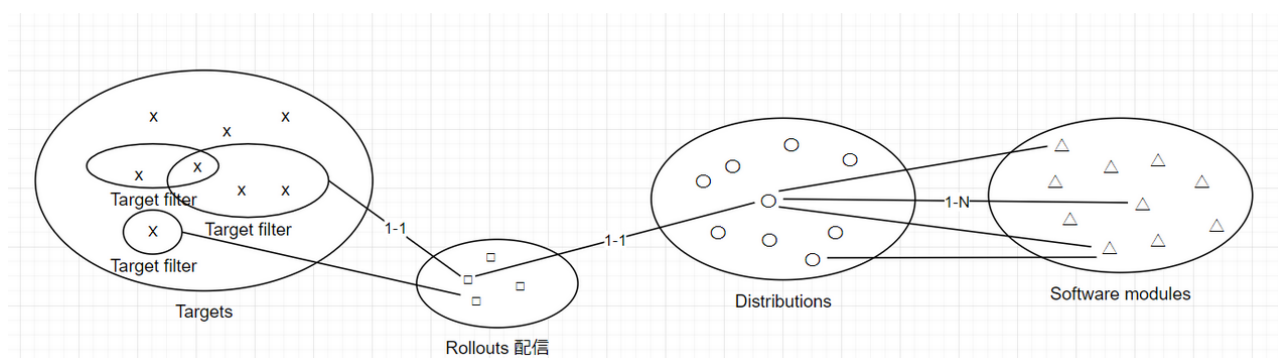 x
x
x
x
x
Target filter
x
x
Target filter
x
Target filter
Targets
1-1
Rollouts 配信
1-1
Distributions
1-N
Software modules